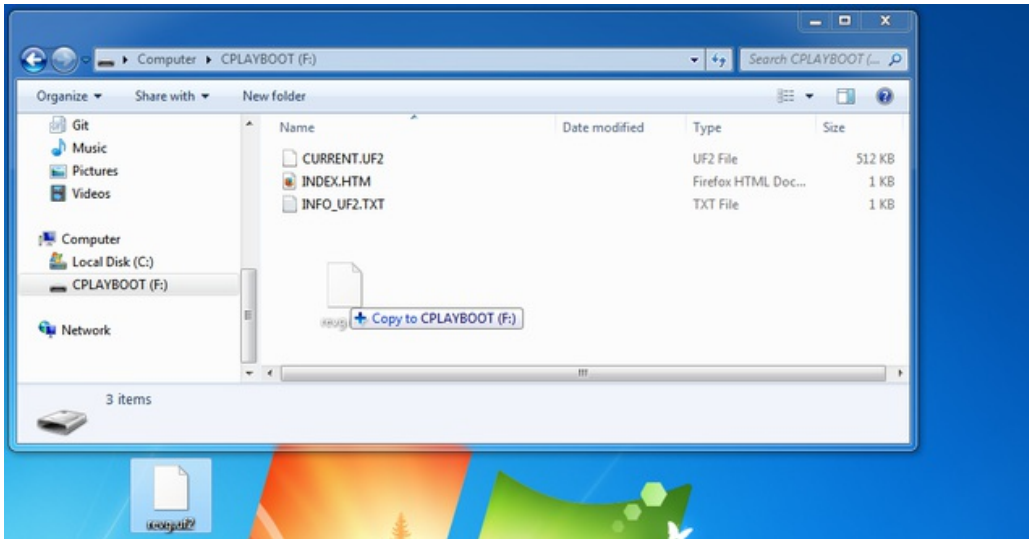 Computer ▸ CPLAYBOOT (F:)
Search CPLAYBOOT (...
Organize Share with New folder
Git
Music
Pictures
Videos
Computer
Local Disk (C:)
CPLAYBOOT (F:)
Network
Name Date modified Type Size
CURRENT.UF2 UF2 File 512 KB
INDEX.HTM Firefox HTML Doc... 1 KB
INFO_UF2.TXT TXT File 1 KB
Copy to CPLAYBOOT (F:)
3 items